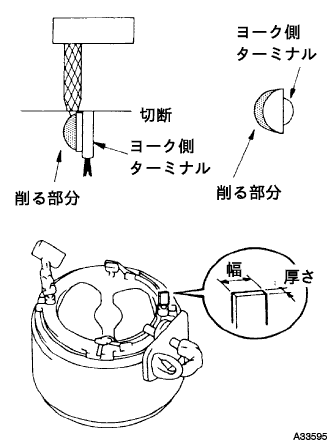 ヨーク側
ターミナル
切断
ヨーク側
ターミナル
削る部分
削る部分
幅
厚さ
A33595